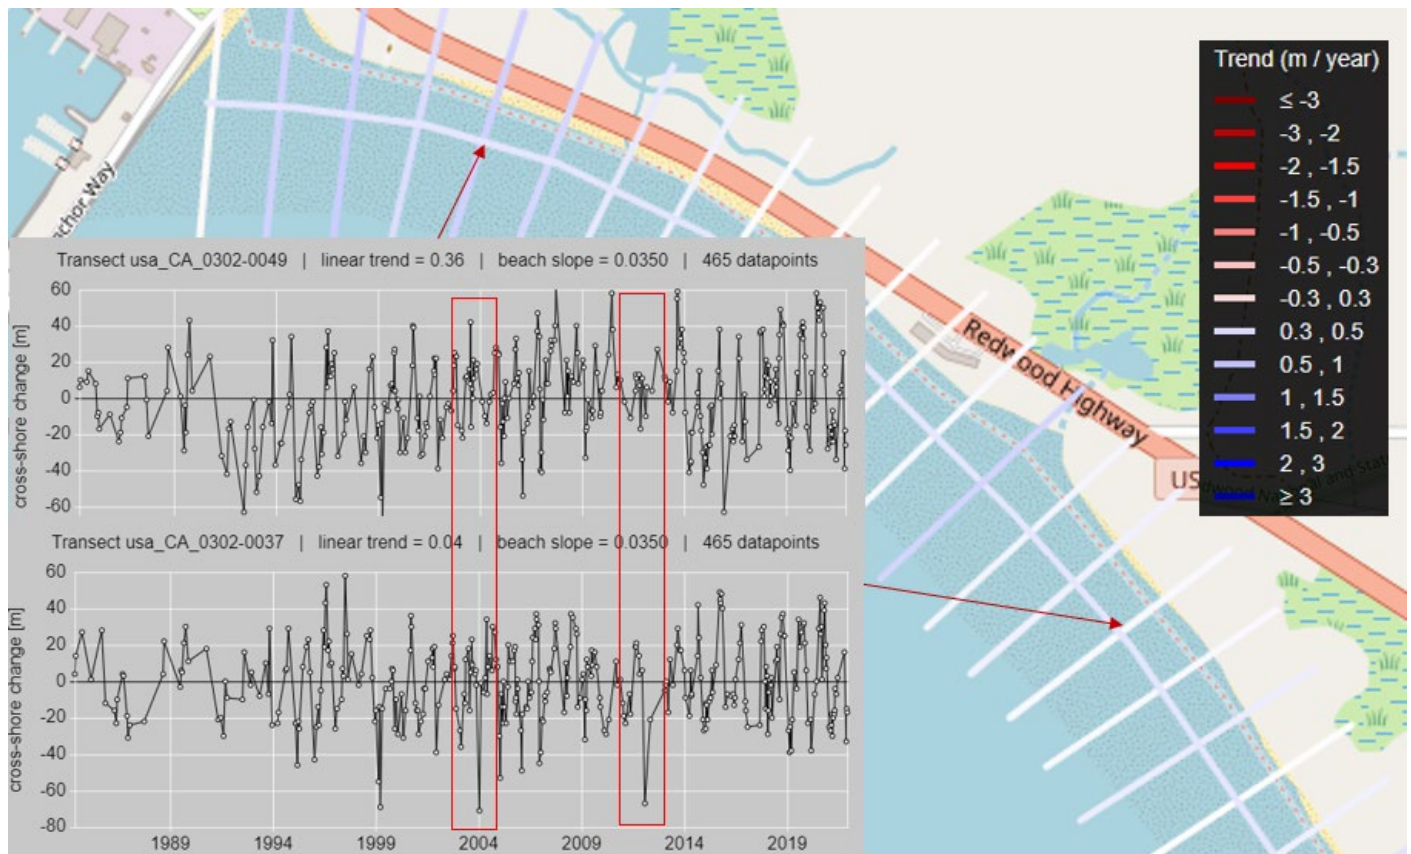 Trend (m / year)
≤ -3
-3 , -2
-2 , -1.5
-1.5 , -1
-1 , -0.5
-0.5 , -0.3
-0.3 , 0.3
0.3 , 0.5
0.5 , 1
1 , 1.5
1.5 , 2
2 , 3
≥ 3
chor Way
Redwood Highway
US
dwood National and State
Transect usa_CA_0302-0049 | linear trend = 0.36 | beach slope = 0.0350 | 465 datapoints
cross-shore change [m]
60
40
20
0
-20
-40
-60
Transect usa_CA_0302-0037 | linear trend = 0.04 | beach slope = 0.0350 | 465 datapoints
cross-shore change [m]
60
40
20
0
-20
-40
-60
-80
1989 1994 1999 2004 2009 2014 2019